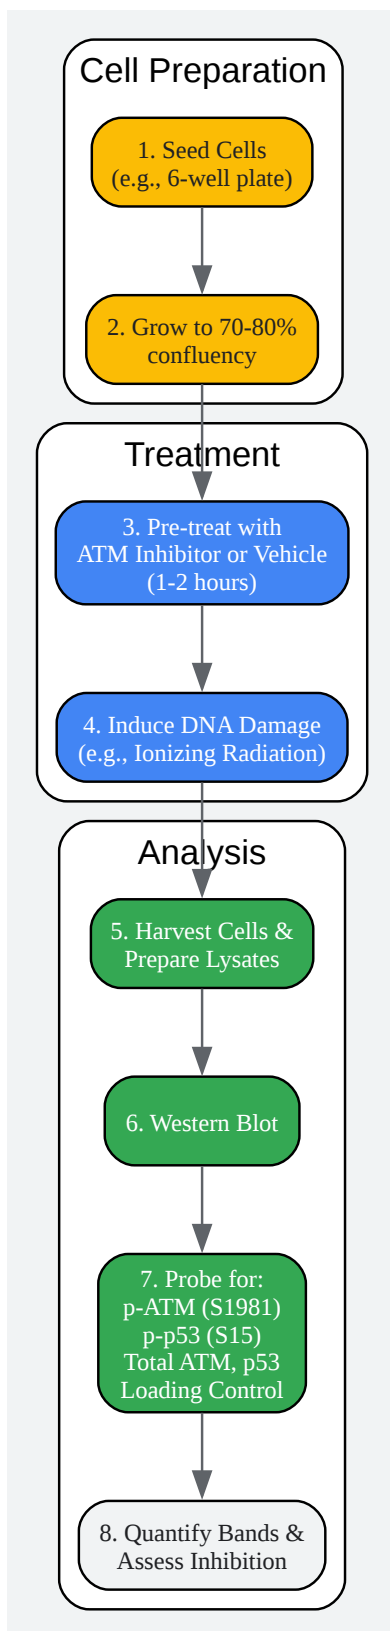 Cell Preparation
1. Seed Cells
(e.g., 6-well plate)
2. Grow to 70-80%
confluency
Treatment
3. Pre-treat with
ATM Inhibitor or Vehicle
(1-2 hours)
4. Induce DNA Damage
(e.g., Ionizing Radiation)
Analysis
5. Harvest Cells &
Prepare Lysates
6. Western Blot
7. Probe for:
p-ATM (S1981)
p-p53 (S15)
Total ATM, p53
Loading Control
8. Quantify Bands &
Assess Inhibition